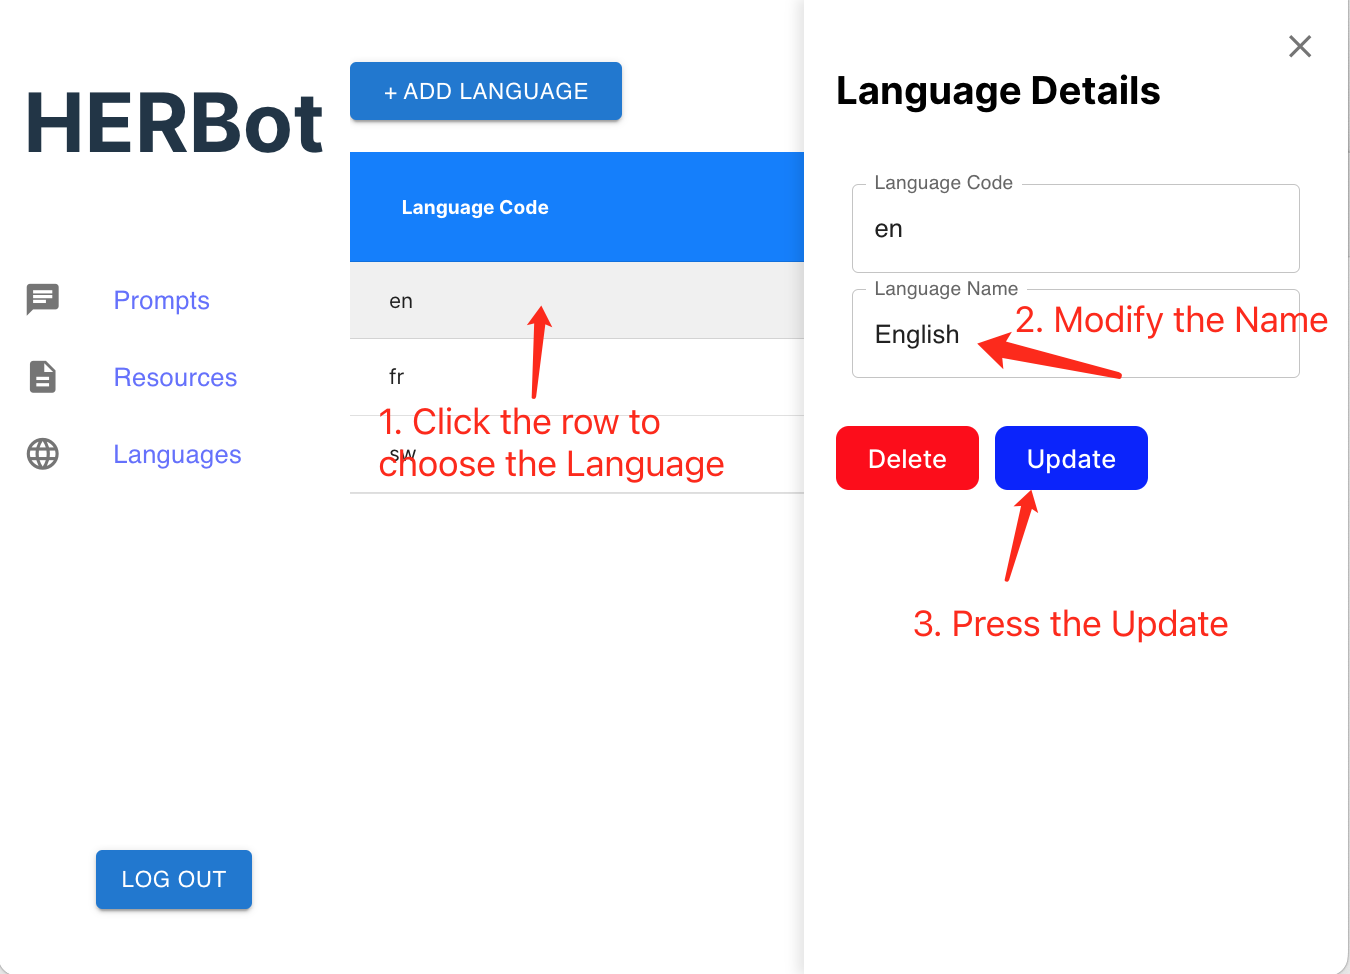 HERBot
Prompts
Resources
Languages
LOG OUT
+ ADD LANGUAGE
Language Code
en
fr
sw
1. Click the row to
choose the Language
Language Details
Language Code
en
Language Name
English
2. Modify the Name
Delete
Update
3. Press the Update